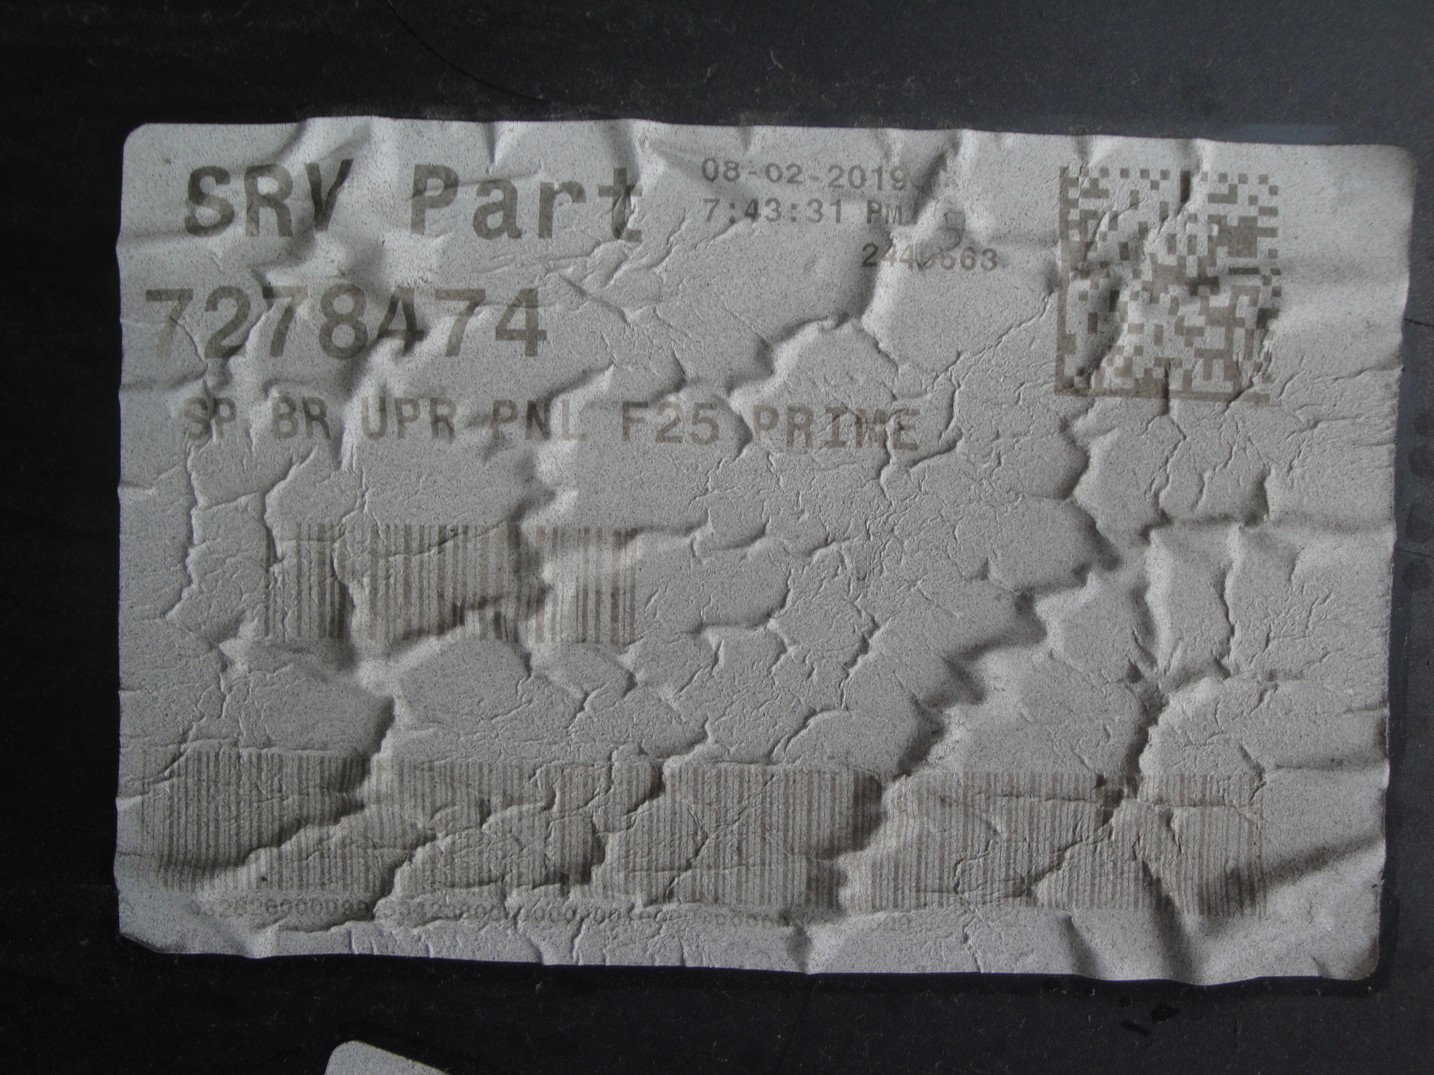 SRV Part
08-02-2019
7:43:31 PM
7278474
SP BR UPR PNL F25 PRIME